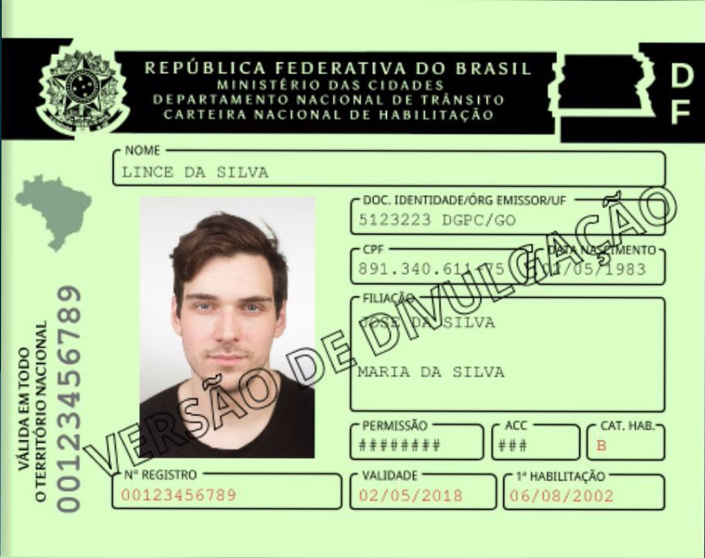 REPÚBLICA FEDERATIVA DO BRASIL
MINISTÉRIO DAS CIDADES
DEPARTAMENTO NACIONAL DE TRÂNSITO
CARTEIRA NACIONAL DE HABILITAÇÃO
D
F
NOME
LINCE DA SILVA
DOC. IDENTIDADE/ÓRG EMISSOR/UF
5123223 DGPC/GO
CPF
891.340.611-75
DATA NASCIMENTO
/05/1983
FILIAÇÃO
JOSE DA SILVA
MARIA DA SILVA
PERMISSÃO
########
ACC
###
CAT. HAB.
B
Nº REGISTRO
00123456789
VALIDADE
02/05/2018
1ª HABILITAÇÃO
06/08/2002
VÁLIDA EM TODO
O TERRITÓRIO NACIONAL
00123456789
VERSÃO DE DIVULGAÇÃO